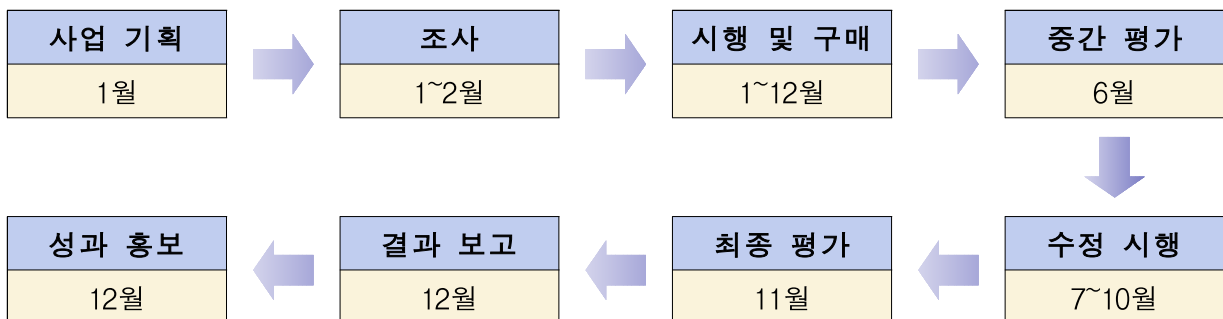 사업 기획
1월
조사
1~2월
시행 및 구매
1~12월
중간 평가
6월
수정 시행
7~10월
최종 평가
11월
결과 보고
12월
성과 홍보
12월